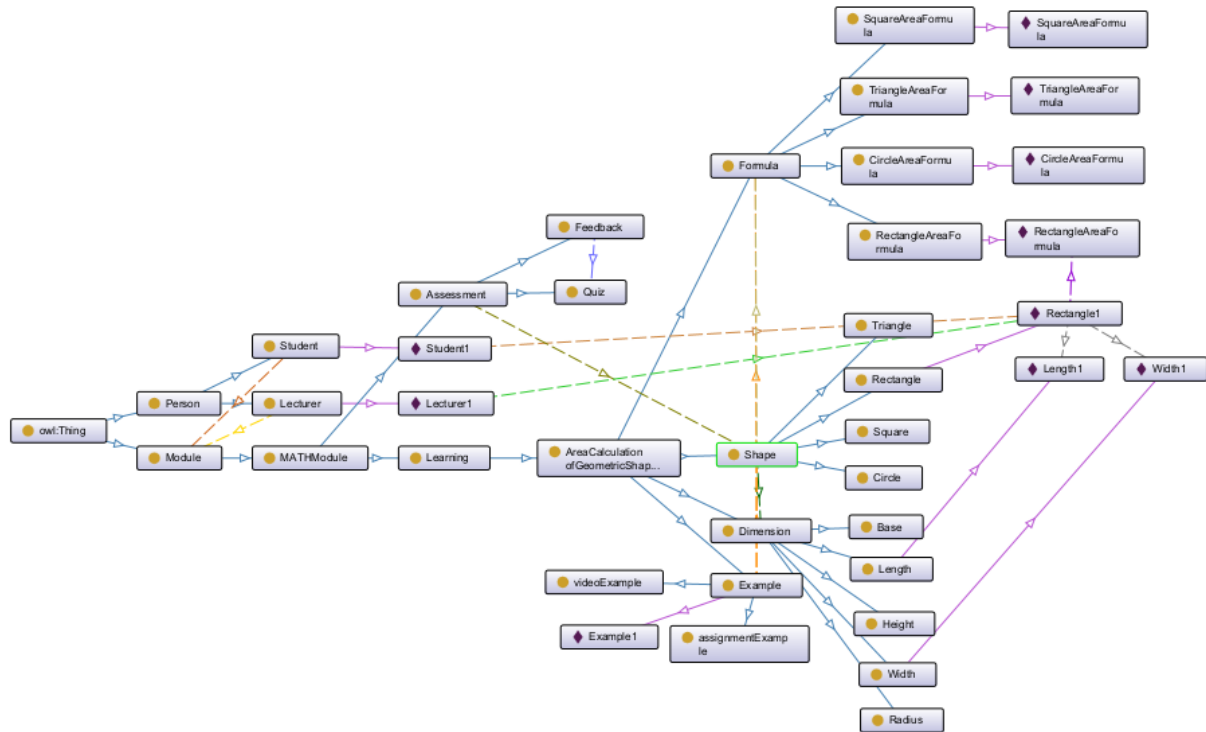 SquareAreaFormu
la
SquareAreaFormu
la
TriangleAreaFor
mula
TriangleAreaFor
mula
Formula
CircleAreaFormu
la
CircleAreaFormu
la
Feedback
RectangleAreaFo
rmula
RectangleAreaFo
rmula
Assessment
Quiz
Rectangle1
Student
Student1
Triangle
Length1
Width1
Person
Lecturer
Lecturer1
Rectangle
owl:Thing
Square
Module
MATHModule
Learning
AreaCalculation
ofGeometricShap...
Shape
Circle
Dimension
Base
Length
videoExample
Example
Height
Example1
assignmentExamp
le
Width
Radius